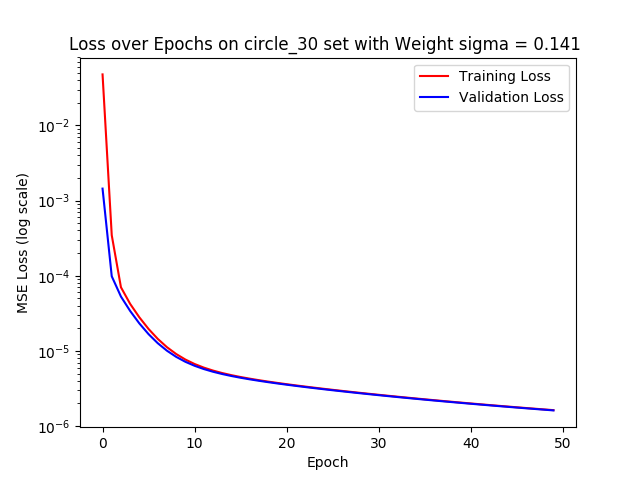 Loss over Epochs on circle_30 set with Weight sigma = 0.141
Training Loss
Validation Loss
MSE Loss (log scale)
10⁻²
10⁻³
10⁻⁴
10⁻⁵
10⁻⁶
0 10 20 30 40 50
Epoch